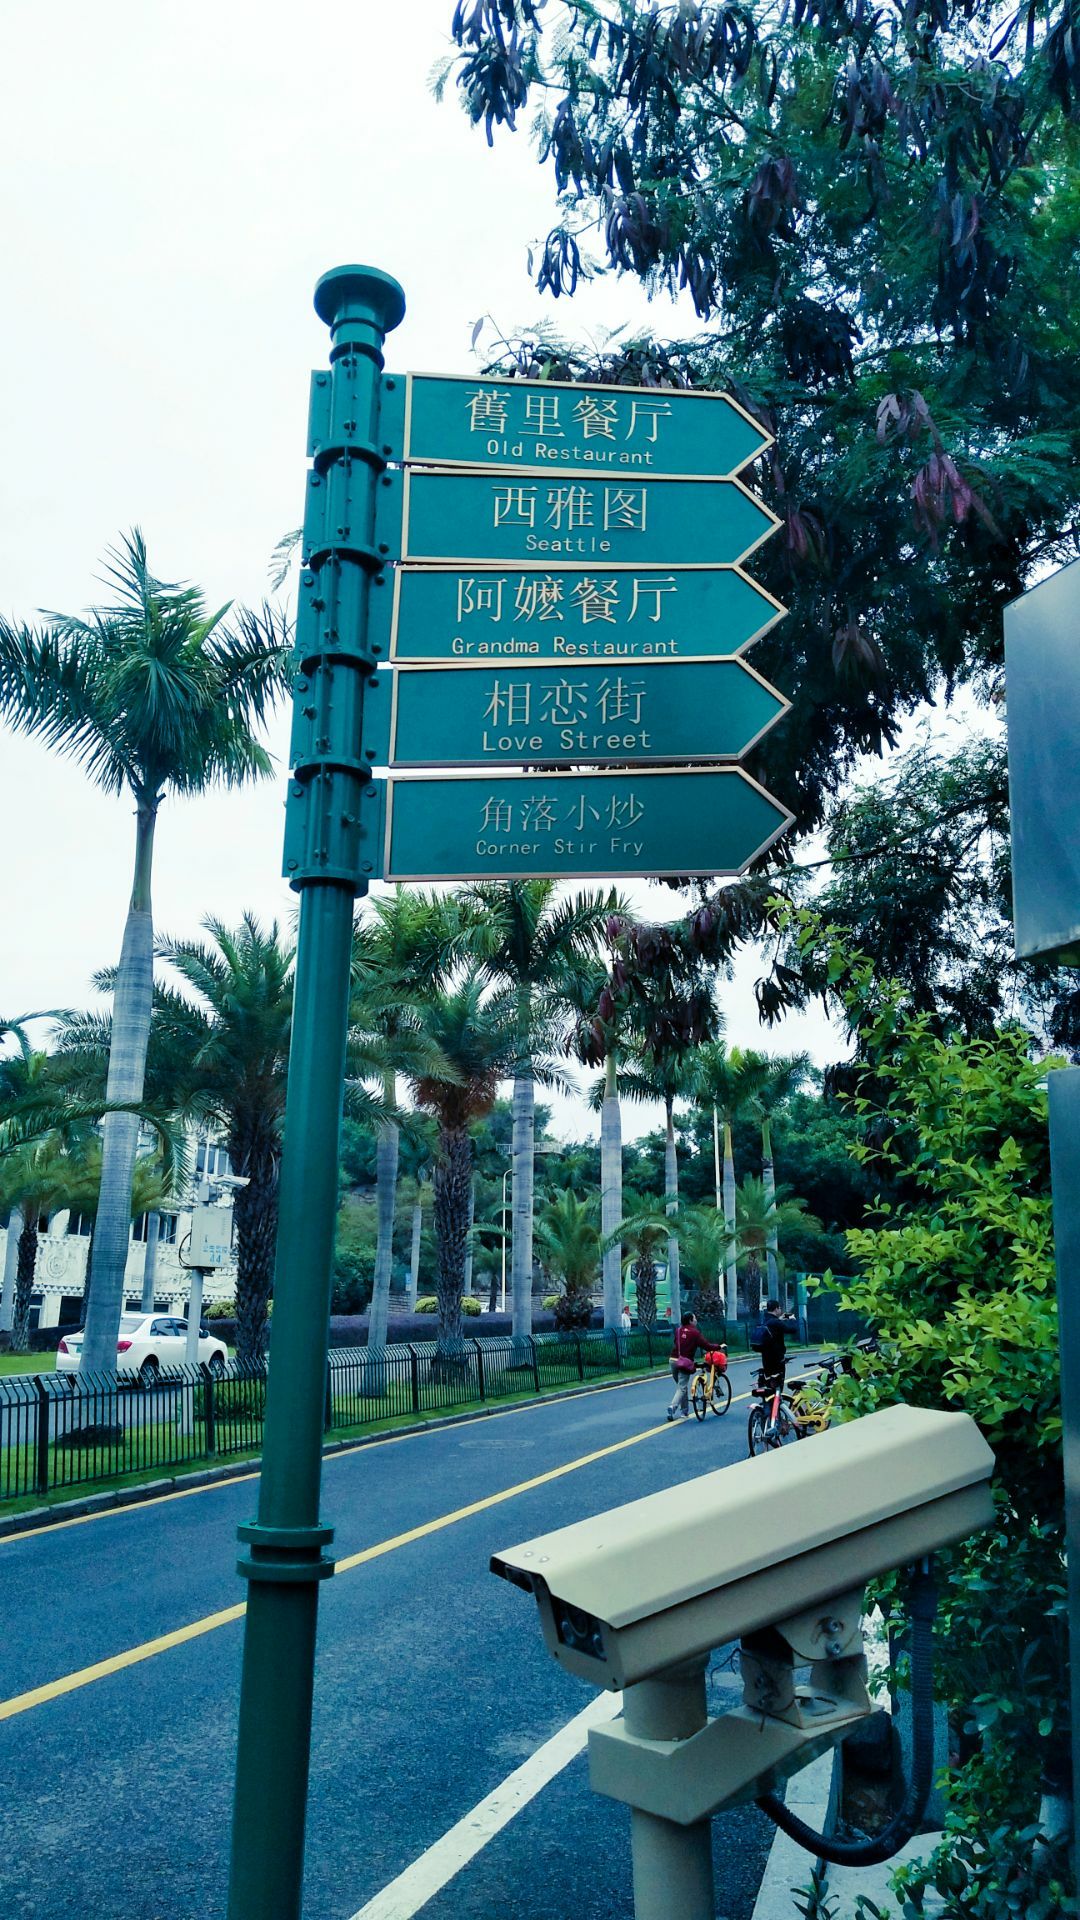 舊里餐厅
Old Restaurant
西雅图
Seattle
阿嬷餐厅
Grandma Restaurant
相恋街
Love Street
角落小炒
Corner Stir Fry